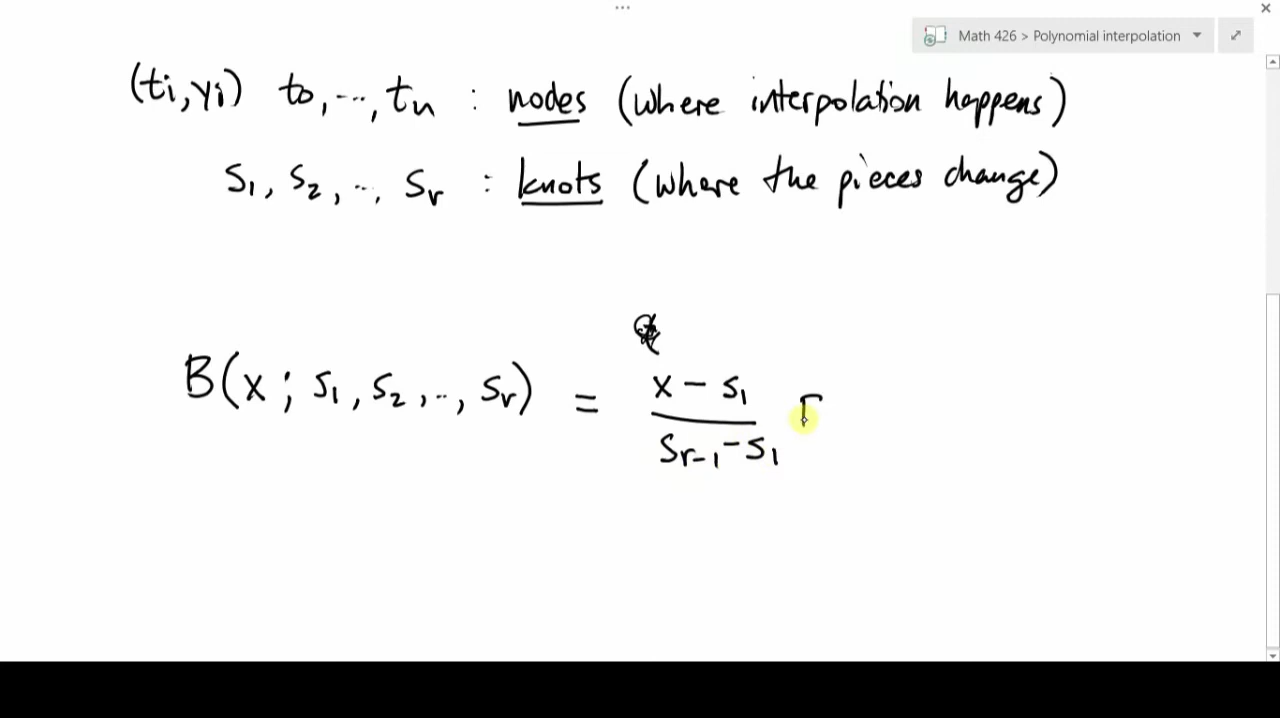 Math 426 > Polynomial interpolation
(ti,yi) to,...,tn : nodes (where interpolation happens)
S1, S2, .., Sr : knots (where the pieces change)
B(x ; S1, S2, .., Sr) = x - S1 / Sr-1 - S1